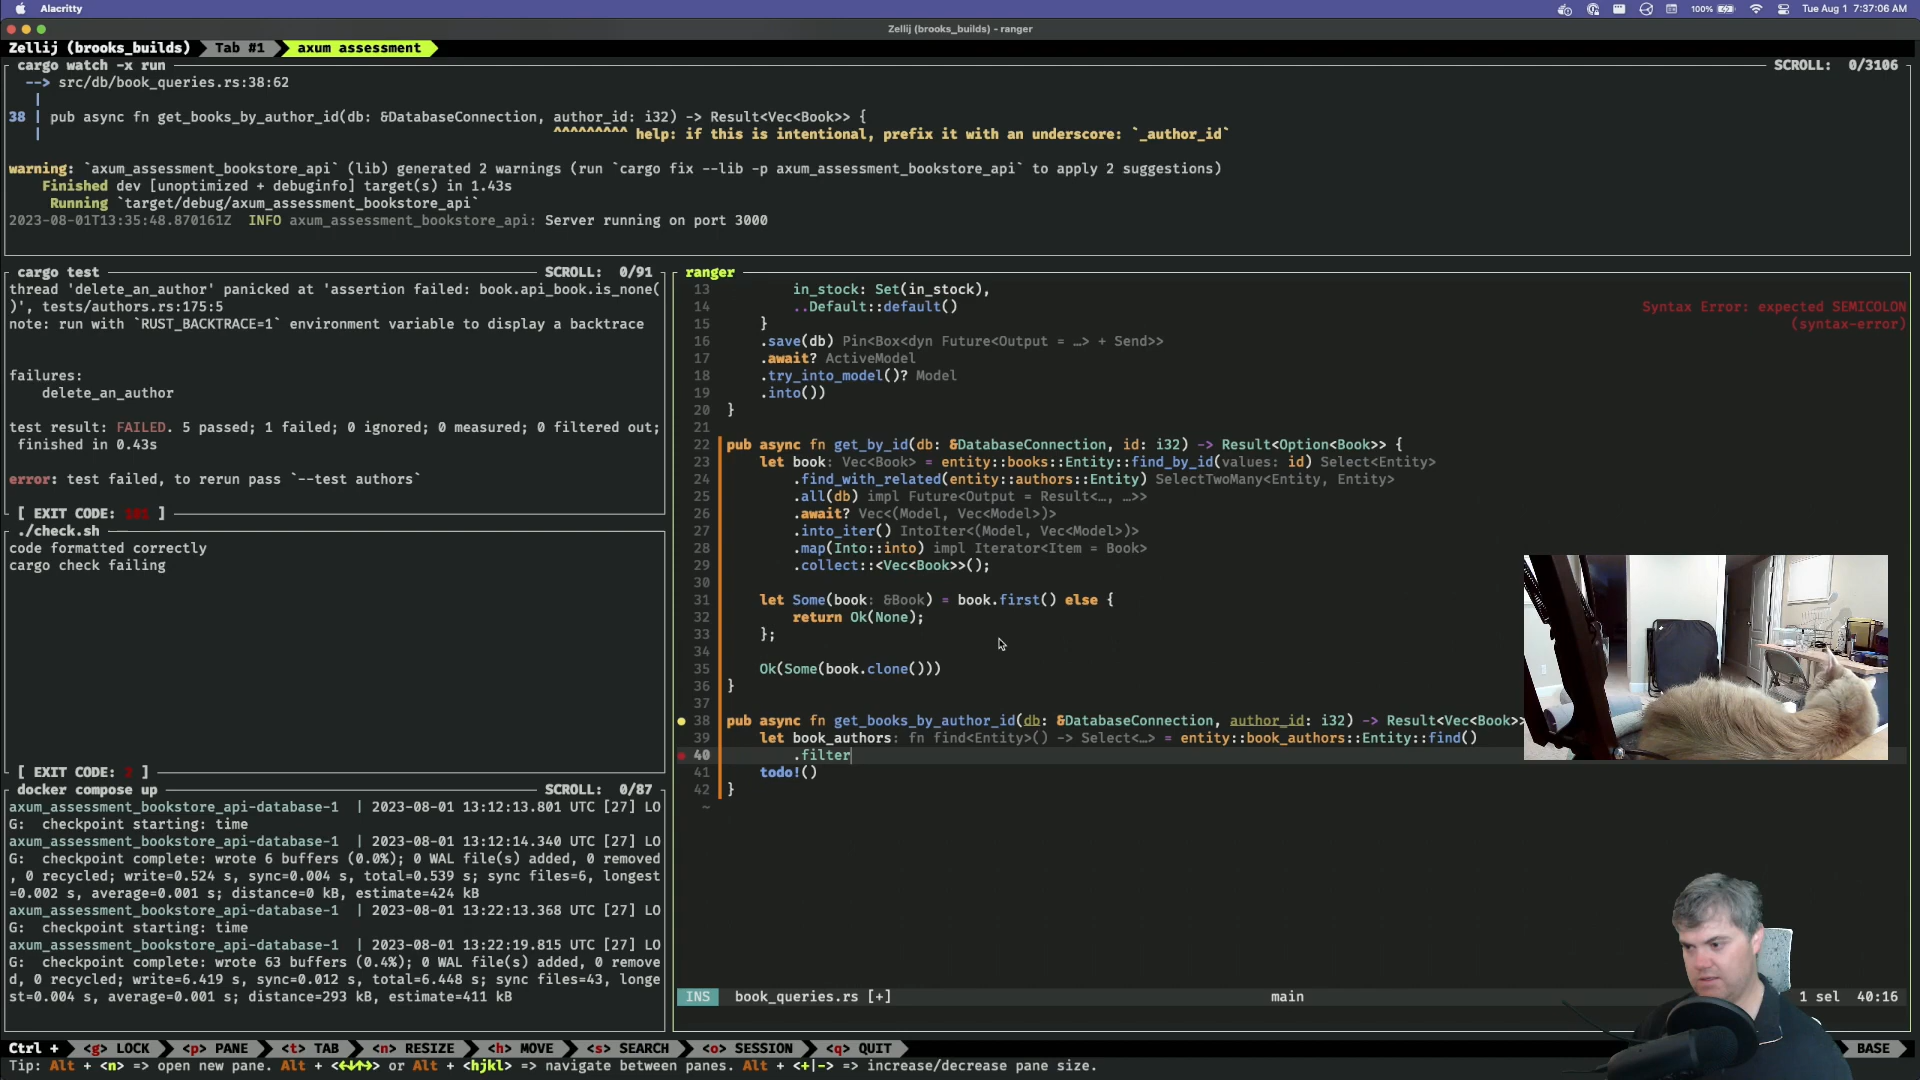 Alacritty
100%
Tue Aug 1 7:37:06 AM
Zellij (brooks_builds) - ranger
Zellij (brooks_builds) Tab #1 axum assessment
cargo watch -x run SCROLL: 0/3106
--> src/db/book_queries.rs:38:62
|
38 | pub async fn get_books_by_author_id(db: &DatabaseConnection, author_id: i32) -> Result<Vec<Book>> {
| ^^^^^^^^^ help: if this is intentional, prefix it with an underscore: `_author_id`
warning: `axum_assessment_bookstore_api` (lib) generated 2 warnings (run `cargo fix --lib -p axum_assessment_bookstore_api` to apply 2 suggestions)
Finished dev [unoptimized + debuginfo] target(s) in 1.43s
Running `target/debug/axum_assessment_bookstore_api`
2023-08-01T13:35:48.870161Z INFO axum_assessment_bookstore_api: Server running on port 3000
cargo test SCROLL: 0/91
thread 'delete_an_author' panicked at 'assertion failed: book.api_book.is_none(
)', tests/authors.rs:175:5
note: run with `RUST_BACKTRACE=1` environment variable to display a backtrace
failures:
delete_an_author
test result: FAILED. 5 passed; 1 failed; 0 ignored; 0 measured; 0 filtered out;
finished in 0.43s
error: test failed, to rerun pass `--test authors`
[ EXIT CODE: ]
./check.sh
code formatted correctly
cargo check failing
[ EXIT CODE: ]
docker compose up SCROLL: 0/87
axum_assessment_bookstore_api-database-1 | 2023-08-01 13:12:13.801 UTC [27] LO
G: checkpoint starting: time
axum_assessment_bookstore_api-database-1 | 2023-08-01 13:12:14.340 UTC [27] LO
G: checkpoint complete: wrote 6 buffers (0.0%); 0 WAL file(s) added, 0 removed
, 0 recycled; write=0.524 s, sync=0.004 s, total=0.539 s; sync files=6, longest
=0.002 s, average=0.001 s; distance=0 kB, estimate=424 kB
axum_assessment_bookstore_api-database-1 | 2023-08-01 13:22:13.368 UTC [27] LO
G: checkpoint starting: time
axum_assessment_bookstore_api-database-1 | 2023-08-01 13:22:19.815 UTC [27] LO
G: checkpoint complete: wrote 63 buffers (0.4%); 0 WAL file(s) added, 0 remove
d, 0 recycled; write=6.419 s, sync=0.012 s, total=6.448 s; sync files=43, longe
st=0.004 s, average=0.001 s; distance=293 kB, estimate=411 kB
ranger
13 in_stock: Set(in_stock),
14 ..Default::default()
Syntax Error: expected SEMICOLON
(syntax-error)
15 }
16 .save(db) Pin<Box<dyn Future<Output = …> + Send>>
17 .await? ActiveModel
18 .try_into_model()? Model
19 .into())
20 }
21
22 pub async fn get_by_id(db: &DatabaseConnection, id: i32) -> Result<Option<Book>> {
23 let book: Vec<Book> = entity::books::Entity::find_by_id(values: id) Select<Entity>
24 .find_with_related(entity::authors::Entity) SelectTwoMany<Entity, Entity>
25 .all(db) impl Future<Output = Result<…, …>>
26 .await? Vec<(Model, Vec<Model>)>
27 .into_iter() IntoIter<(Model, Vec<Model>)>
28 .map(Into::into) impl Iterator<Item = Book>
29 .collect::<Vec<Book>>();
30
31 let Some(book: &Book) = book.first() else {
32 return Ok(None);
33 };
34
35 Ok(Some(book.clone()))
36 }
37
38 pub async fn get_books_by_author_id(db: &DatabaseConnection, author_id: i32) -> Result<Vec<Book>>
39 let book_authors: fn find<Entity>() -> Select<…> = entity::book_authors::Entity::find()
40 .filter
41 todo!()
42 }
~
INS book_queries.rs [+] main 1 sel 40:16
Ctrl + <g> LOCK <p> PANE <t> TAB <n> RESIZE <h> MOVE <s> SEARCH <o> SESSION <q> QUIT BASE
Tip: Alt + <n> => open new pane. Alt + <←↓↑→> or Alt + <hjkl> => navigate between panes. Alt + <+|-> => increase/decrease pane size.